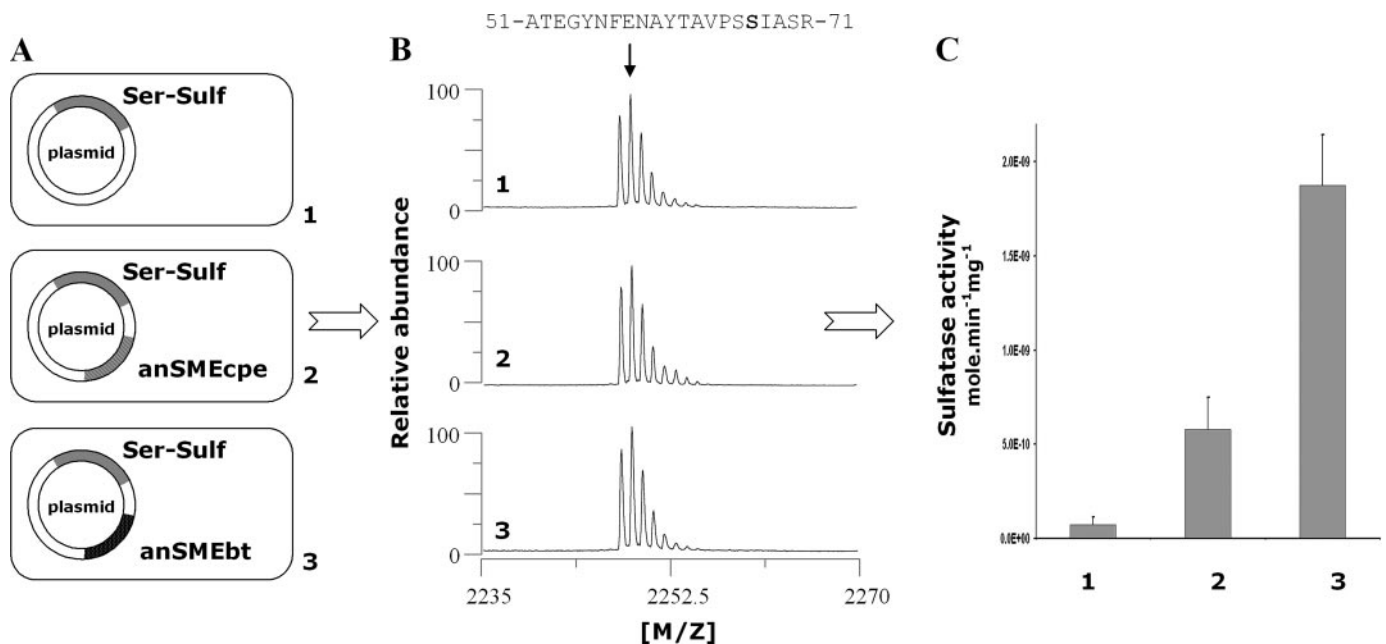 51-ATEGYNFENAYTAVPSSIASR-71
A
Ser-Sulf
plasmid
1
Ser-Sulf
plasmid
anSMEcpe
2
Ser-Sulf
plasmid
anSMEbt
3
B
Relative abundance
100
1
0
100
2
0
100
3
0
2235
2252.5
2270
[M/Z]
C
Sulfatase activity
mole.min⁻¹mg⁻¹
2.0E-09
1.5E-09
1.0E-09
5.0E-10
0.0E+00
1
2
3